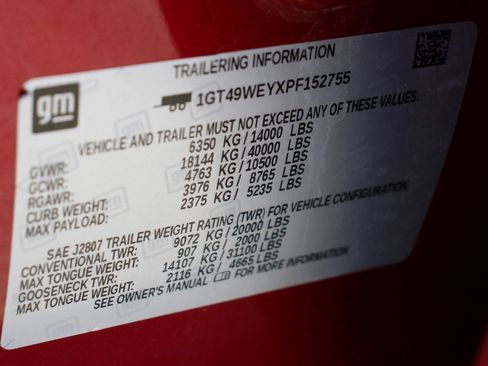 TRAILERING INFORMATION
gm
88 1GT49WEYXPF152755
VEHICLE AND TRAILER MUST NOT EXCEED ANY OF THESE VALUES.
GVWR: 6350 KG/14000 LBS
GCWR: 18144 KG/40000 LBS
RGAWR: 4763 KG/10500 LBS
CURB WEIGHT: 3976 KG/ 8765 LBS
MAX PAYLOAD: 2375 KG/ 5235 LBS
SAE J2807 TRAILER WEIGHT RATING (TWR) FOR VEHICLE CONFIGURATION.
CONVENTIONAL TWR: 9072 KG/20000 LBS
MAX TONGUE WEIGHT: 907 KG/ 2000 LBS
GOOSENECK TWR: 14107 KG/31100 LBS
MAX TONGUE WEIGHT: 2116 KG/ 4665 LBS
SEE OWNER'S MANUAL FOR MORE INFORMATION